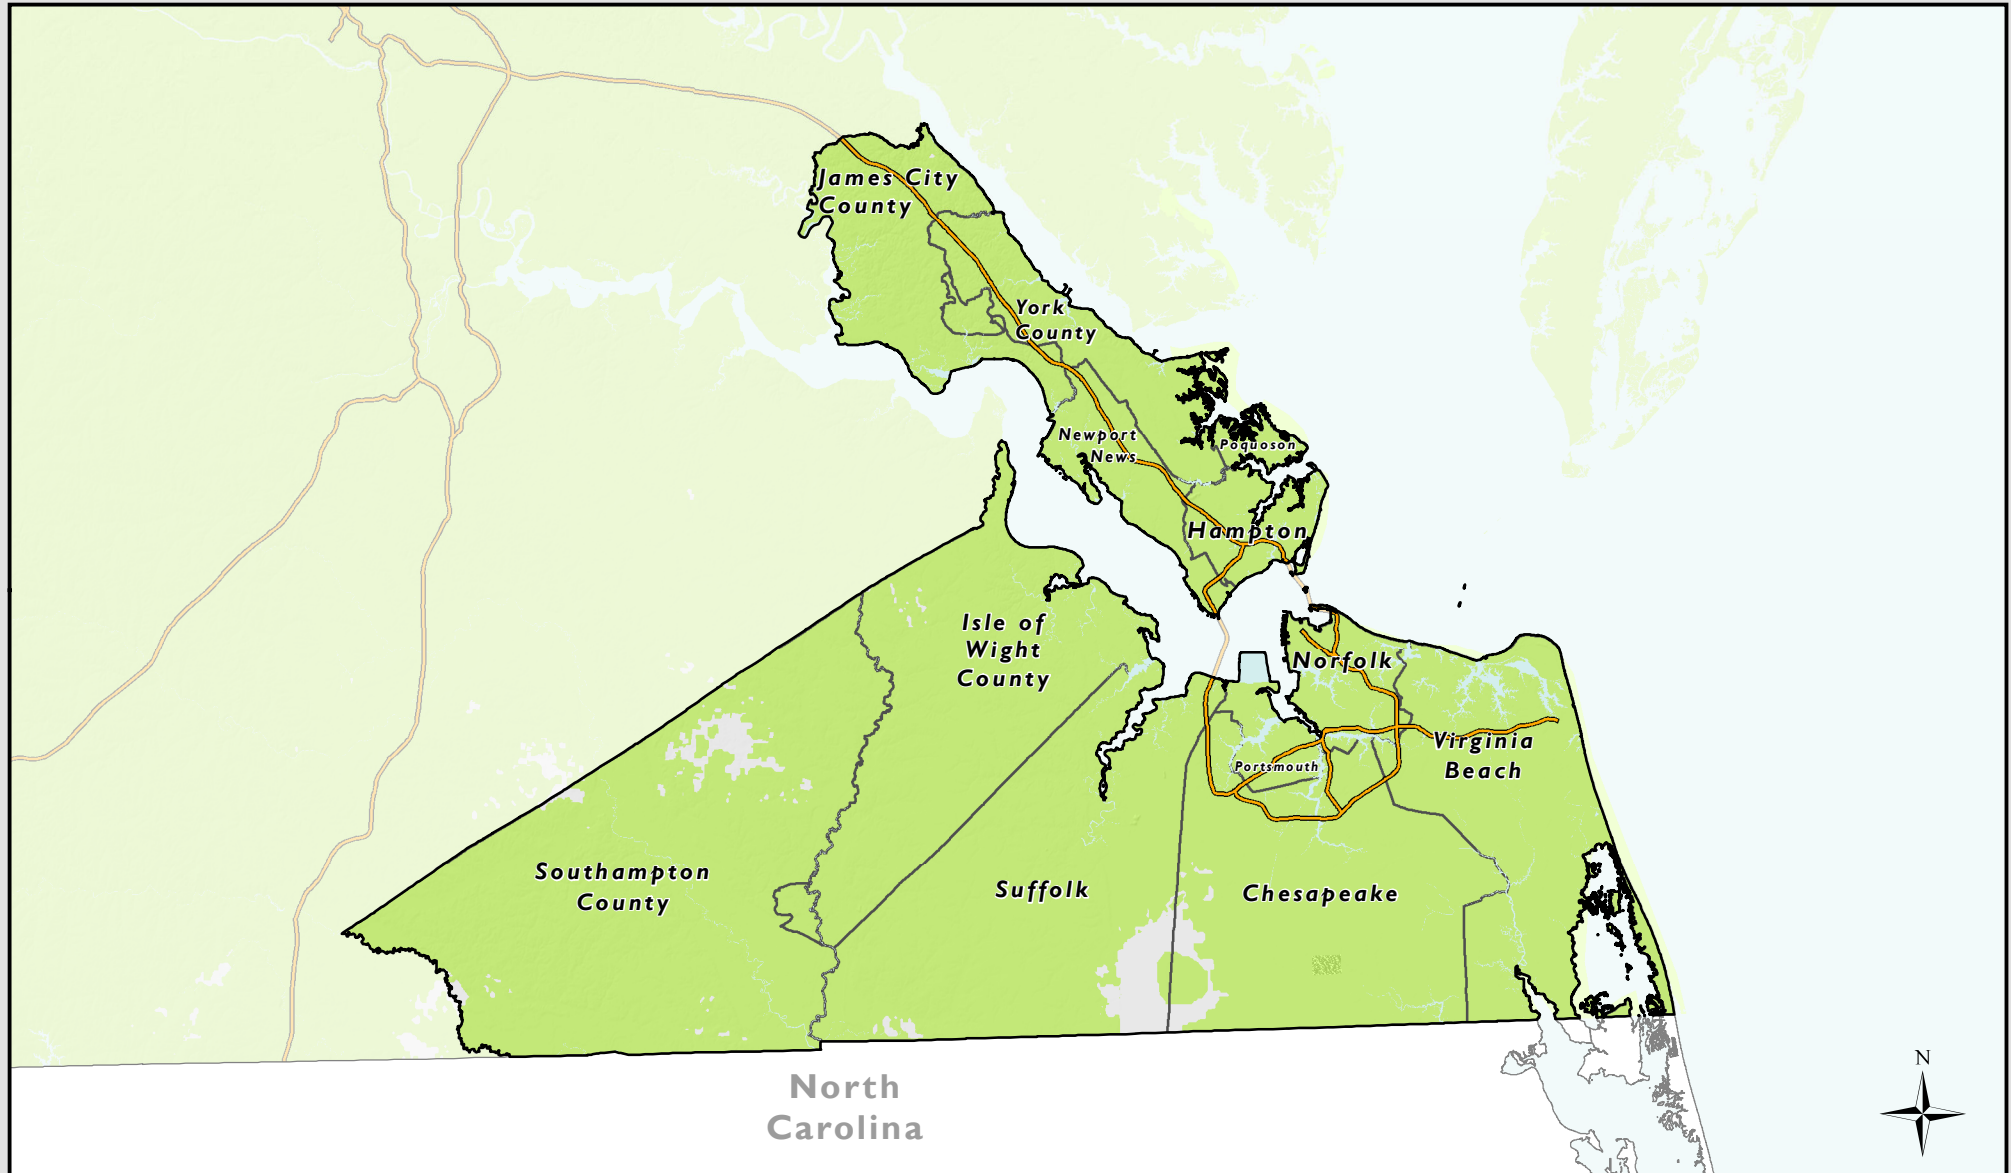 James City
County
York
County
Newport
News
Poquoson
Hampton
Isle of
Wight
County
Norfolk
Virginia
Beach
Portsmouth
Southampton
County
Suffolk
Chesapeake
North
Carolina
N